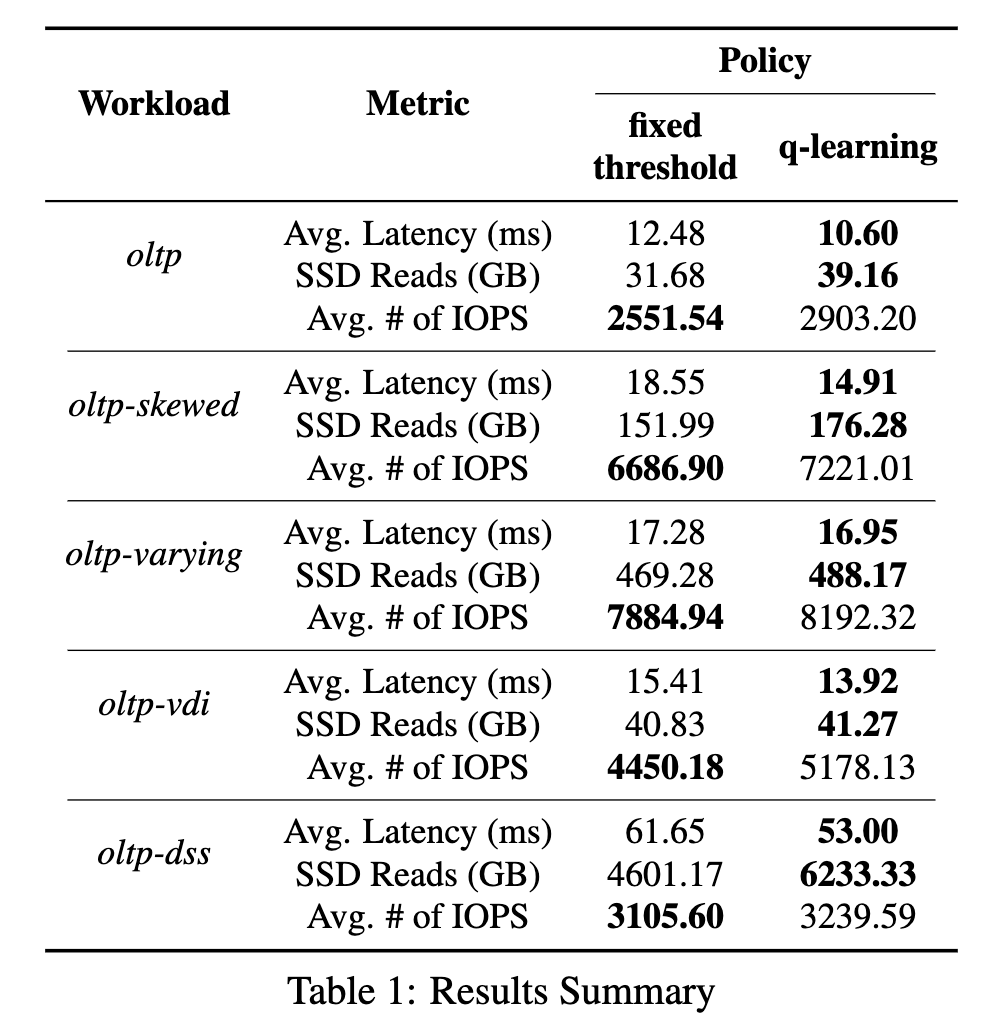 Policy
Workload Metric
fixed threshold q-learning
oltp
Avg. Latency (ms) 12.48 10.60
SSD Reads (GB) 31.68 39.16
Avg. # of IOPS 2551.54 2903.20
oltp-skewed
Avg. Latency (ms) 18.55 14.91
SSD Reads (GB) 151.99 176.28
Avg. # of IOPS 6686.90 7221.01
oltp-varying
Avg. Latency (ms) 17.28 16.95
SSD Reads (GB) 469.28 488.17
Avg. # of IOPS 7884.94 8192.32
oltp-vdi
Avg. Latency (ms) 15.41 13.92
SSD Reads (GB) 40.83 41.27
Avg. # of IOPS 4450.18 5178.13
oltp-dss
Avg. Latency (ms) 61.65 53.00
SSD Reads (GB) 4601.17 6233.33
Avg. # of IOPS 3105.60 3239.59
Table 1: Results Summary